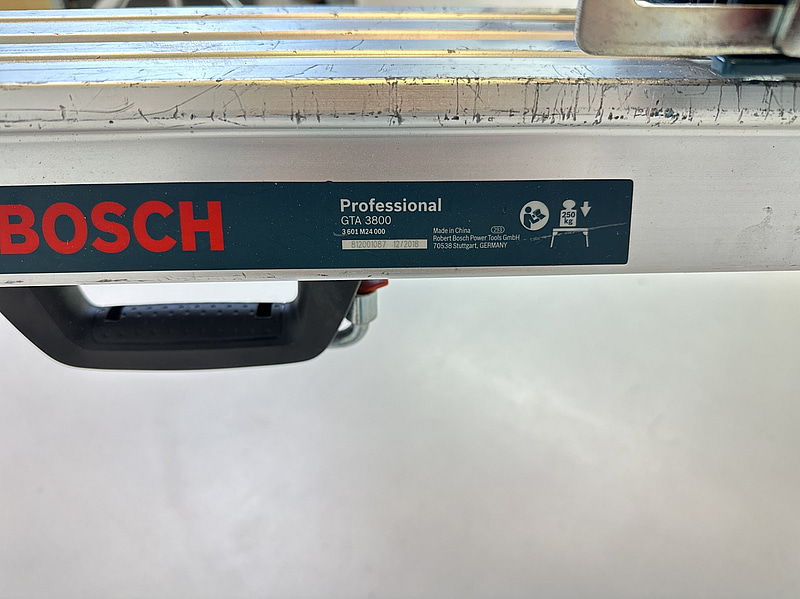 BOSCH
Professional
GTA 3800
3 601 M24 000
812001087 12/2018
Made in China
Robert Bosch Power Tools GmbH
70538 Stuttgart, GERMANY
250
kg